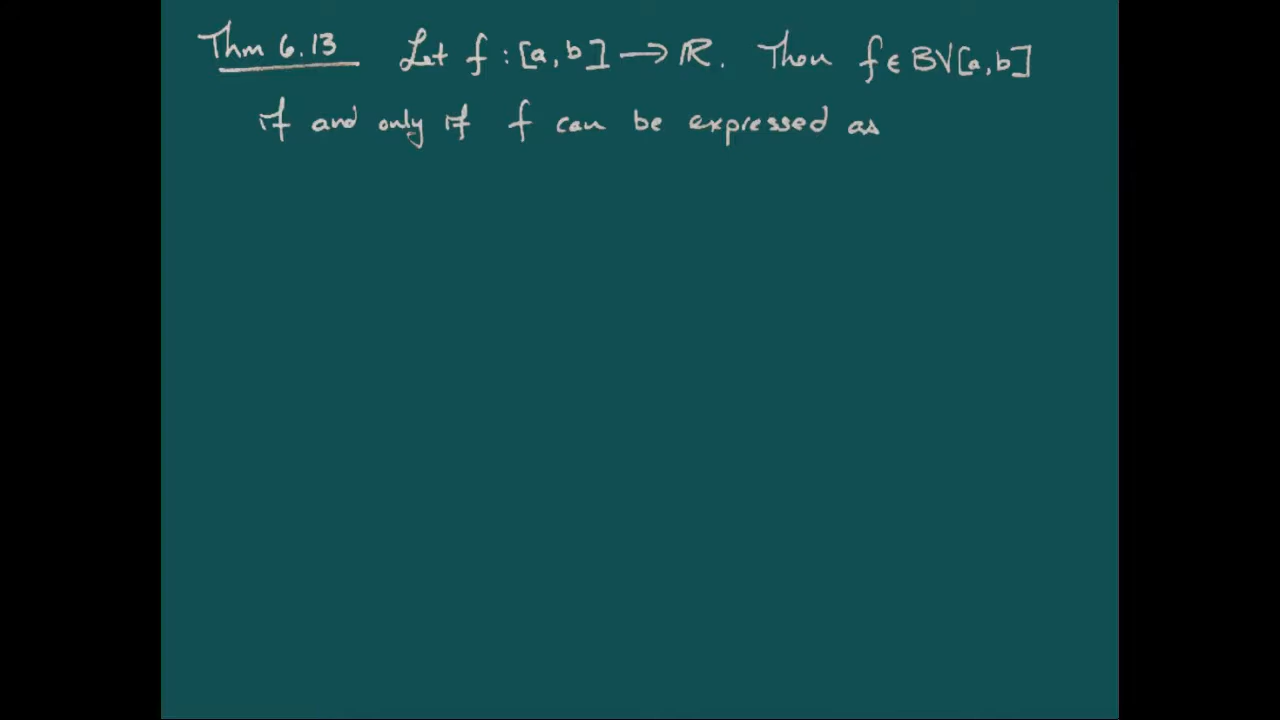 Thm 6.13 Let f : [a, b] → ℝ. Then f ∈ BV[a, b]
if and only if f can be expressed as